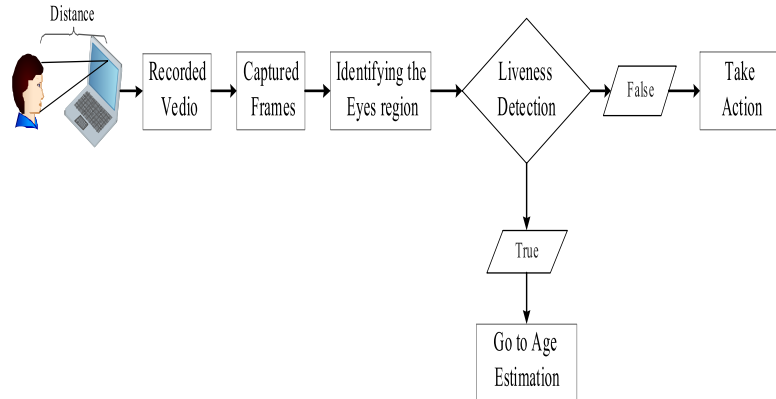 Distance
Recorded
Vedio
Captured
Frames
Identifying the
Eyes region
Liveness
Detection
False
Take
Action
True
Go to Age
Estimation